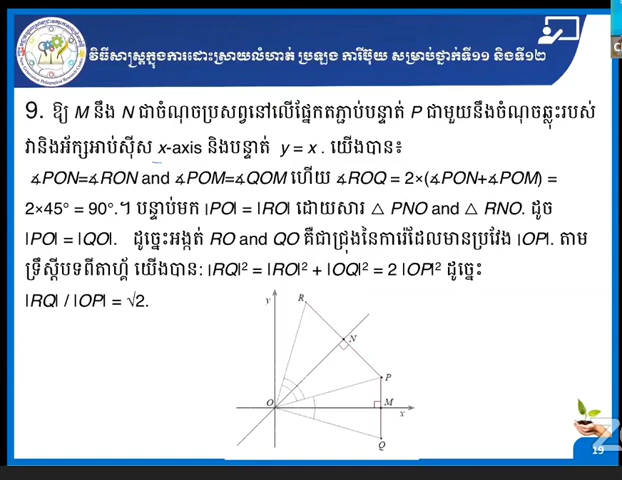 វិធីសាស្ត្រក្នុងការដោះស្រាយលំហាត់ ប្រឡង ការីប៊ុយ សម្រាប់ថ្នាក់ទី១១ និងទី១២
9. ឱ្យ M នឹង N ជាចំណុចប្រសព្វនៅលើផ្នែកតភ្ជាប់បន្ទាត់ P ជាមួយនឹងចំណុចឆ្លុះរបស់
វានិងអ័ក្សអាប់ស៊ីស x-axis និងបន្ទាត់ y = x . យើងបាន៖
∡PON=∡RON and ∡POM=∡QOM ហើយ ∡ROQ = 2×(∡PON+∡POM) =
2×45° = 90°.។ បន្ទាប់មក |PO| = |RO| ដោយសារ △ PNO and △ RNO. ដូច
|PO| = |QO|. ដូច្នេះអង្កត់ RO and QO គឺជាជ្រុងនៃការ៉េដែលមានប្រវែង |OP|. តាម
ទ្រឹស្តីបទពីតាហ្គ័ យើងបាន: |RQ|² = |RO|² + |OQ|² = 2 |OP|² ដូច្នេះ
|RQ| / |OP| = √2.
y
R
N
P
O
M
x
Q
19